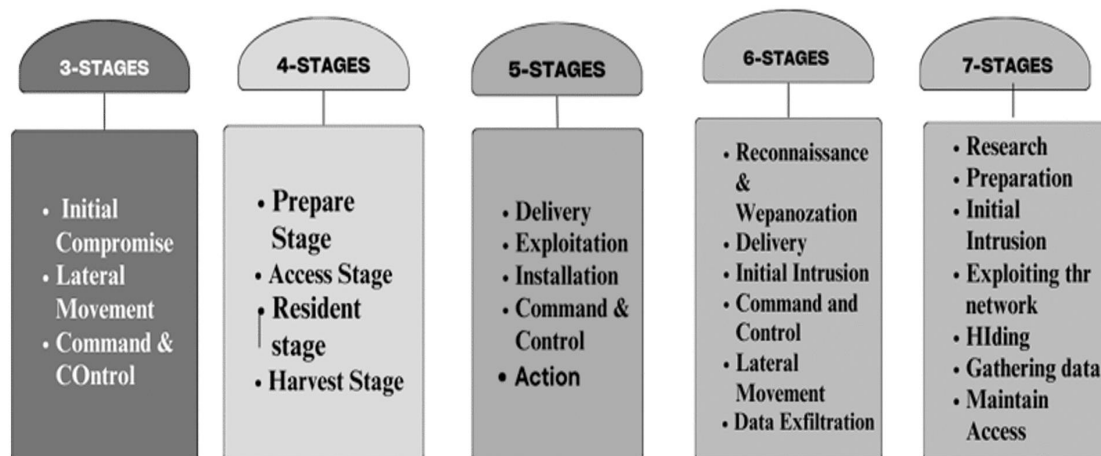 3-STAGES
• Initial
Compromise
• Lateral
Movement
• Command &
COntrol
4-STAGES
• Prepare
Stage
• Access Stage
• Resident
stage
• Harvest Stage
5-STAGES
• Delivery
• Exploitation
• Installation
• Command &
Control
• Action
6-STAGES
• Reconnaissance
&
Wepanozation
• Delivery
• Initial Intrusion
• Command and
Control
• Lateral
Movement
• Data Exfiltration
7-STAGES
• Research
• Preparation
• Initial
Intrusion
• Exploiting thr
network
• HIding
• Gathering data
• Maintain
Access